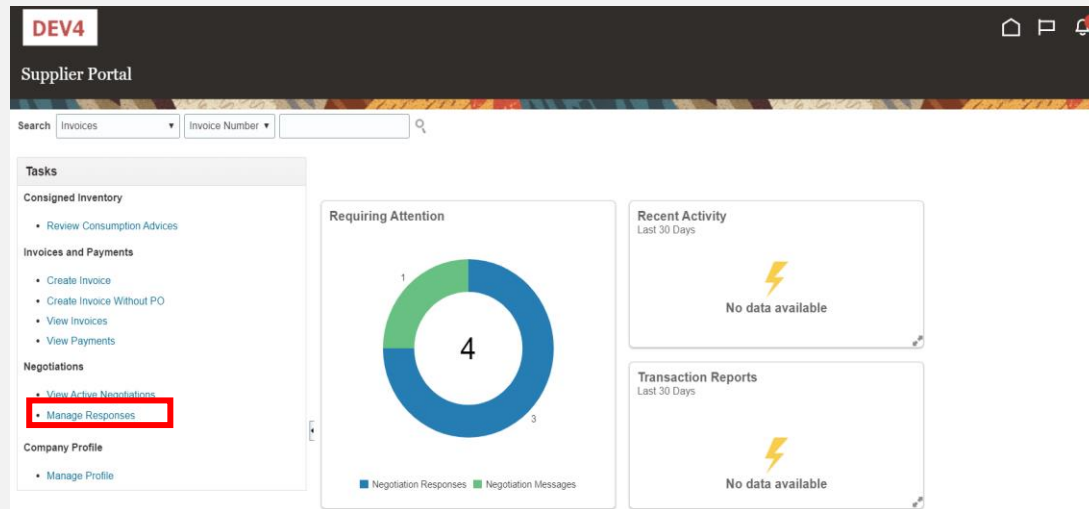 DEV4
Supplier Portal
Search Invoices Invoice Number
Tasks
Consigned Inventory
Review Consumption Advices
Invoices and Payments
Create Invoice
Create Invoice Without PO
View Invoices
View Payments
Negotiations
View Active Negotiations
Manage Responses
Company Profile
Manage Profile
Requiring Attention
1
4
3
Negotiation Responses Negotiation Messages
Recent Activity
Last 30 Days
No data available
Transaction Reports
Last 30 Days
No data available